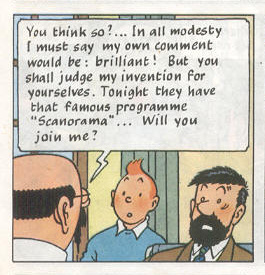 You think so?... In all modesty
I must say my own comment
would be: brilliant! But you
shall judge my invention for
yourselves. Tonight they have
that famous programme
"Scanorama"... Will you
join me?